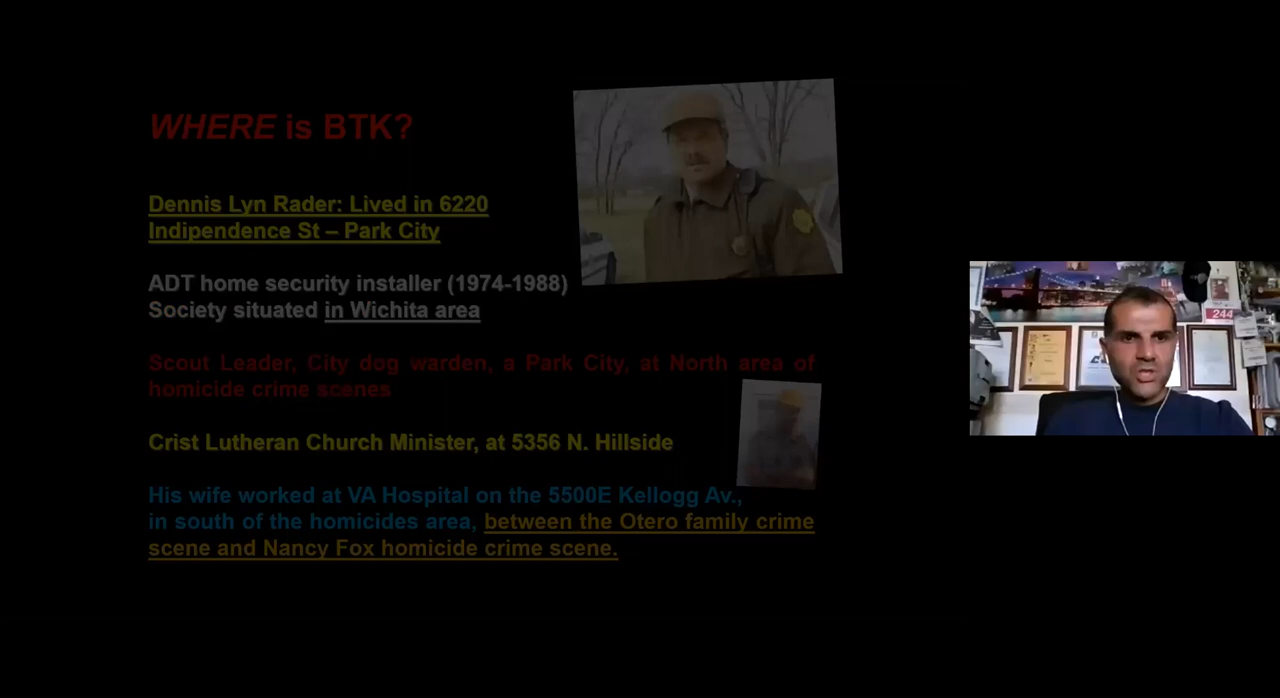 WHERE is BTK?
Dennis Lyn Rader: Lived in 6220
Indipendence St – Park City
ADT home security installer (1974-1988)
Society situated in Wichita area
Scout Leader, City dog warden, a Park City, at North area of
homicide crime scenes
Crist Lutheran Church Minister, at 5356 N. Hillside
His wife worked at VA Hospital on the 5500E Kellogg Av.,
in south of the homicides area, between the Otero family crime
scene and Nancy Fox homicide crime scene.
244